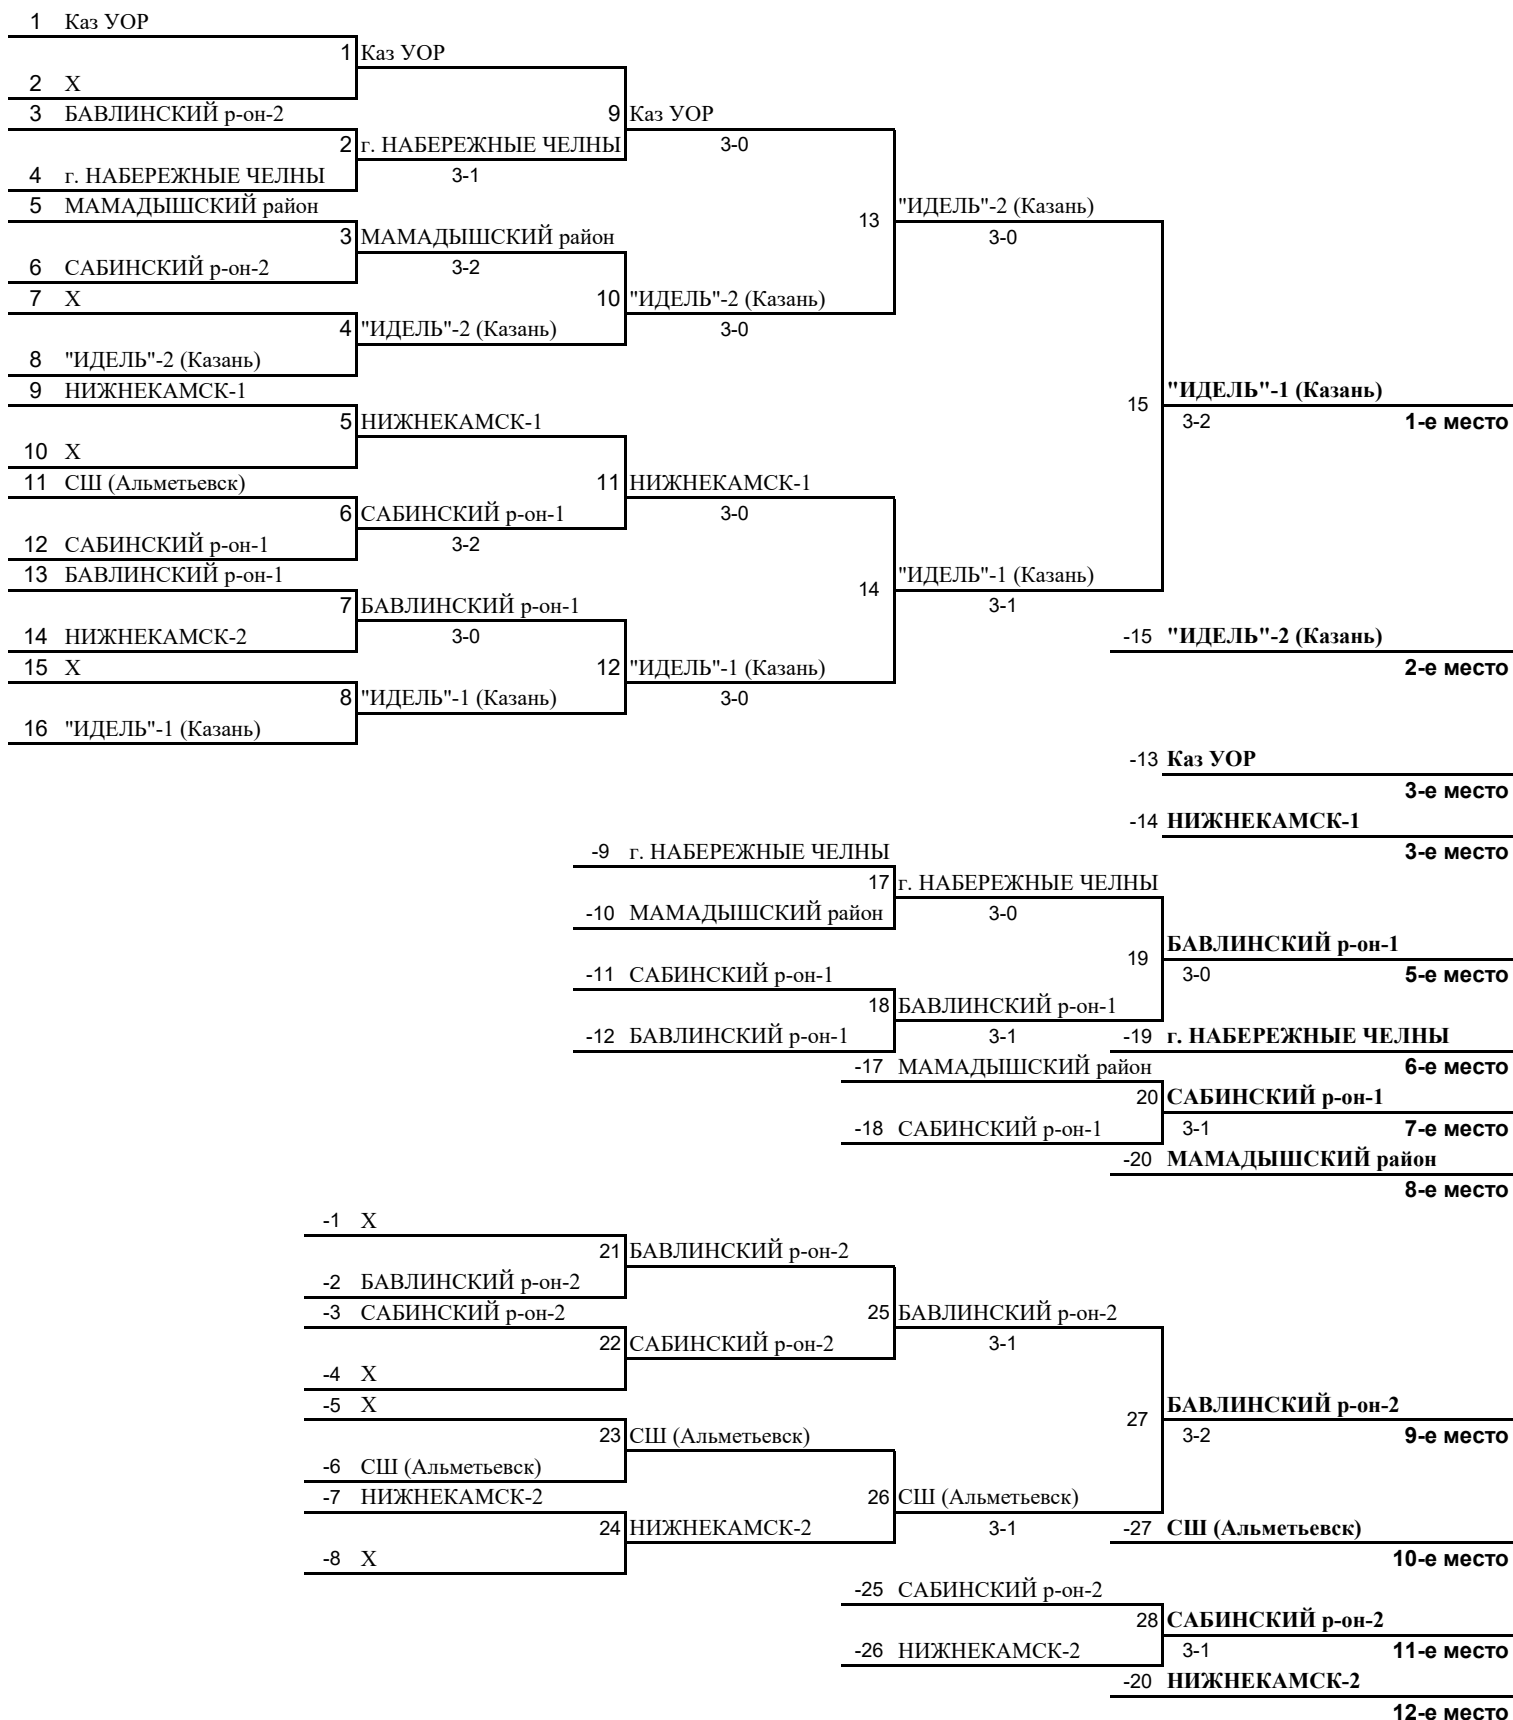 1 Каз УОР
1 Каз УОР
2 X
3 БАВЛИНСКИЙ р-он-2
9 Каз УОР
2 г. НАБЕРЕЖНЫЕ ЧЕЛНЫ
3-0
4 г. НАБЕРЕЖНЫЕ ЧЕЛНЫ
3-1
5 МАМАДЫШСКИЙ район
13 "ИДЕЛЬ"-2 (Казань)
3 МАМАДЫШСКИЙ район
3-0
6 САБИНСКИЙ р-он-2
3-2
7 X
10 "ИДЕЛЬ"-2 (Казань)
4 "ИДЕЛЬ"-2 (Казань)
3-0
8 "ИДЕЛЬ"-2 (Казань)
9 НИЖНЕКАМСК-1
15 "ИДЕЛЬ"-1 (Казань)
5 НИЖНЕКАМСК-1
3-2 1-е место
10 X
11 СШ (Альметьевск)
11 НИЖНЕКАМСК-1
6 САБИНСКИЙ р-он-1
3-0
12 САБИНСКИЙ р-он-1
3-2
13 БАВЛИНСКИЙ р-он-1
14 "ИДЕЛЬ"-1 (Казань)
7 БАВЛИНСКИЙ р-он-1
3-1
14 НИЖНЕКАМСК-2
3-0
-15 "ИДЕЛЬ"-2 (Казань)
15 X
12 "ИДЕЛЬ"-1 (Казань)
2-е место
8 "ИДЕЛЬ"-1 (Казань)
3-0
16 "ИДЕЛЬ"-1 (Казань)
-13 Каз УОР
3-е место
-14 НИЖНЕКАМСК-1
3-е место
-9 г. НАБЕРЕЖНЫЕ ЧЕЛНЫ
17 г. НАБЕРЕЖНЫЕ ЧЕЛНЫ
-10 МАМАДЫШСКИЙ район
3-0
19 БАВЛИНСКИЙ р-он-1
-11 САБИНСКИЙ р-он-1
3-0 5-е место
18 БАВЛИНСКИЙ р-он-1
-12 БАВЛИНСКИЙ р-он-1
3-1
-19 г. НАБЕРЕЖНЫЕ ЧЕЛНЫ
-17 МАМАДЫШСКИЙ район
6-е место
20 САБИНСКИЙ р-он-1
-18 САБИНСКИЙ р-он-1
3-1 7-е место
-20 МАМАДЫШСКИЙ район
8-е место
-1 X
21 БАВЛИНСКИЙ р-он-2
-2 БАВЛИНСКИЙ р-он-2
-3 САБИНСКИЙ р-он-2
25 БАВЛИНСКИЙ р-он-2
22 САБИНСКИЙ р-он-2
3-1
-4 X
-5 X
27 БАВЛИНСКИЙ р-он-2
23 СШ (Альметьевск)
3-2 9-е место
-6 СШ (Альметьевск)
-7 НИЖНЕКАМСК-2
26 СШ (Альметьевск)
24 НИЖНЕКАМСК-2
3-1
-27 СШ (Альметьевск)
-8 X
10-е место
-25 САБИНСКИЙ р-он-2
28 САБИНСКИЙ р-он-2
-26 НИЖНЕКАМСК-2
3-1 11-е место
-20 НИЖНЕКАМСК-2
12-е место